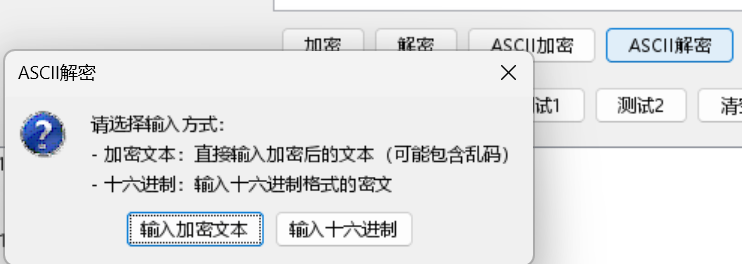 加密 解密 ASCII加密 ASCII解密
ASCII解密
试1 测试2 清
请选择输入方式：
- 加密文本：直接输入加密后的文本（可能包含乱码）
- 十六进制：输入十六进制格式的密文
输入加密文本 输入十六进制